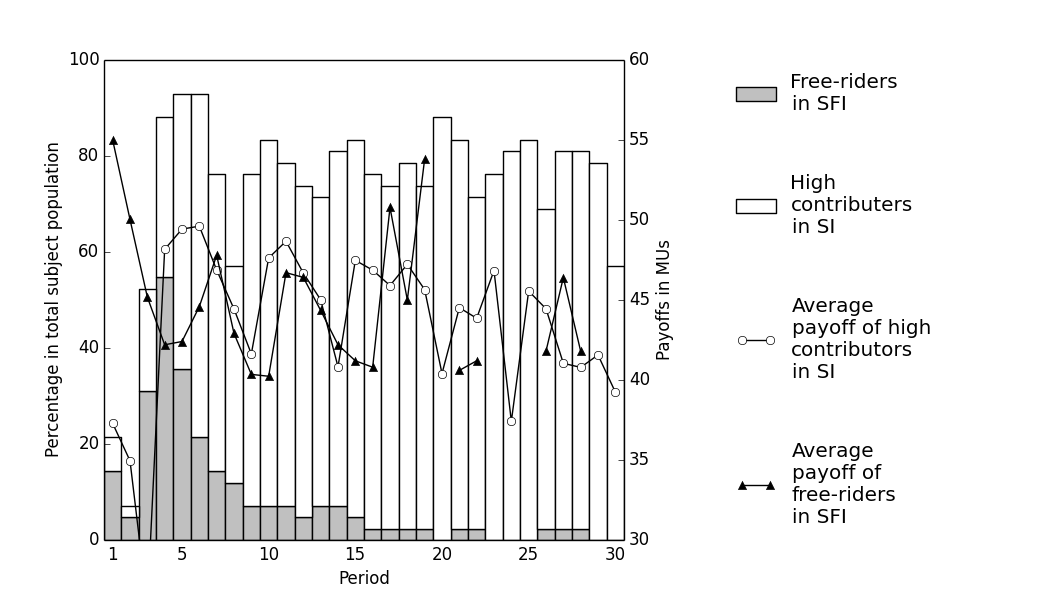 100
80
60
40
20
0
Percentage in total subject population
60
55
50
45
40
35
30
Payoffs in MUs
1 5 10 15 20 25 30
Period
Free-riders
in SFI
High
contributers
in SI
Average
payoff of high
contributors
in SI
Average
payoff of
free-riders
in SFI